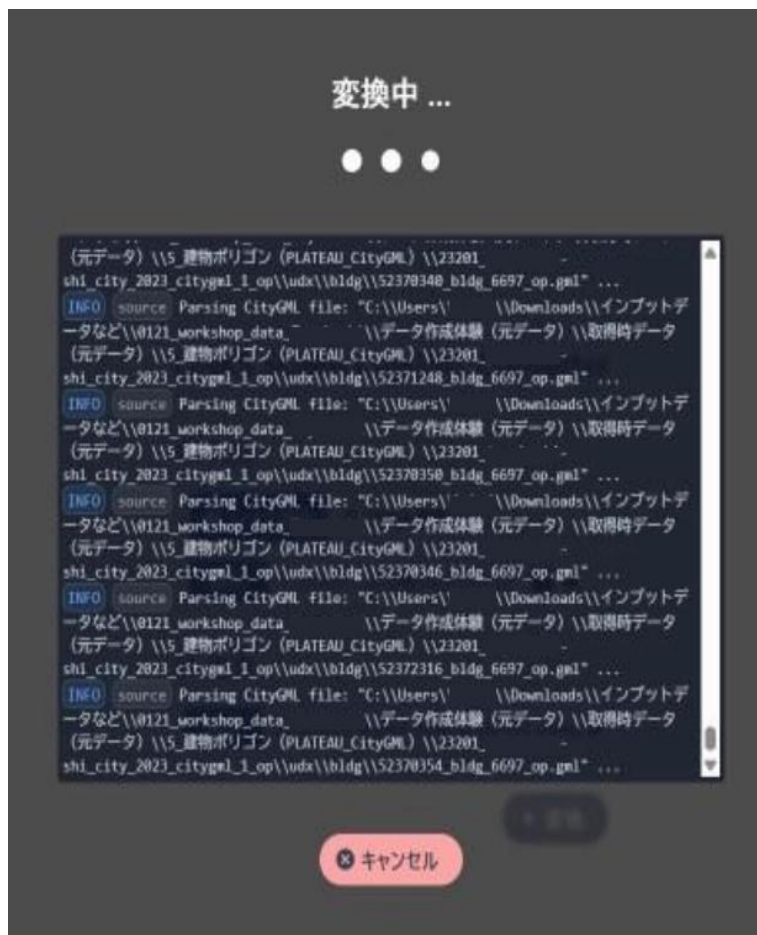 変換中 ...
（元データ）\\5_建物ポリゴン（PLATEAU_CityGML）\\23201_
shi_city_2023_citygml_1_op\\udx\\bldg\\52370340_bldg_6697_op.gml" ...
INFO source Parsing CityGML file: "C:\\Users\' \\Downloads\\インプットデ
ータなど\\0121_workshop_data_ \\データ作成体験（元データ）\\取得時データ
（元データ）\\5_建物ポリゴン（PLATEAU_CityGML）\\23201_ -
shi_city_2023_citygml_1_op\\udx\\bldg\\52371248_bldg_6697_op.gml" ...
INFO source Parsing CityGML file: "C:\\Users\' \\Downloads\\インプットデ
ータなど\\0121_workshop_data_ \\データ作成体験（元データ）\\取得時データ
（元データ）\\5_建物ポリゴン（PLATEAU_CityGML）\\23201_
shi_city_2023_citygml_1_op\\udx\\bldg\\52370350_bldg_6697_op.gml" ...
INFO source Parsing CityGML file: "C:\\Users\' \\Downloads\\インプットデ
ータなど\\0121_workshop_data_ \\データ作成体験（元データ）\\取得時データ
（元データ）\\5_建物ポリゴン（PLATEAU_CityGML）\\23201_ -
shi_city_2023_citygml_1_op\\udx\\bldg\\52370346_bldg_6697_op.gml" ...
INFO source Parsing CityGML file: "C:\\Users\' \\Downloads\\インプットデ
ータなど\\0121_workshop_data_ \\データ作成体験（元データ）\\取得時データ
（元データ）\\5_建物ポリゴン（PLATEAU_CityGML）\\23201_ -
shi_city_2023_citygml_1_op\\udx\\bldg\\52372316_bldg_6697_op.gml" ...
INFO source Parsing CityGML file: "C:\\Users\' \\Downloads\\インプットデ
ータなど\\0121_workshop_data_ \\データ作成体験（元データ）\\取得時データ
（元データ）\\5_建物ポリゴン（PLATEAU_CityGML）\\23201_ -
shi_city_2023_citygml_1_op\\udx\\bldg\\52370354_bldg_6697_op.gml" ...
キャンセル